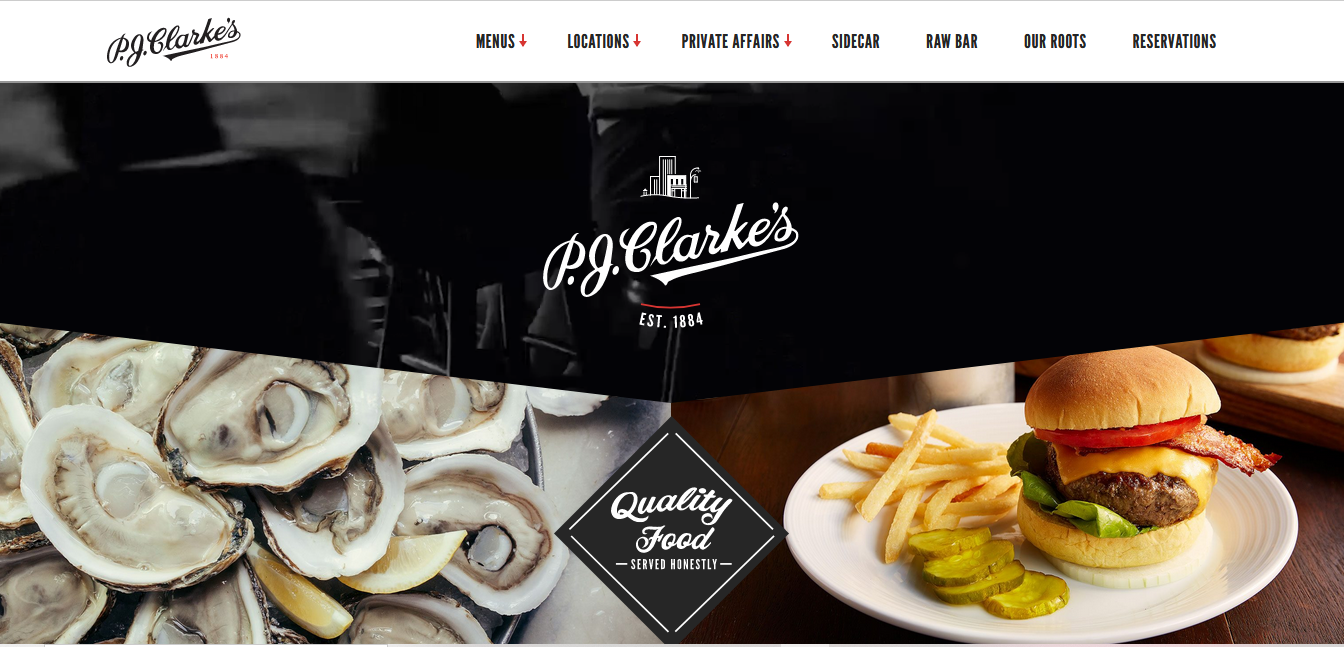 P.J. Clarke's
1884
MENUS LOCATIONS PRIVATE AFFAIRS SIDECAR RAW BAR OUR ROOTS RESERVATIONS
P.J. Clarke's
EST. 1884
Quality
Food
SERVED HONESTLY